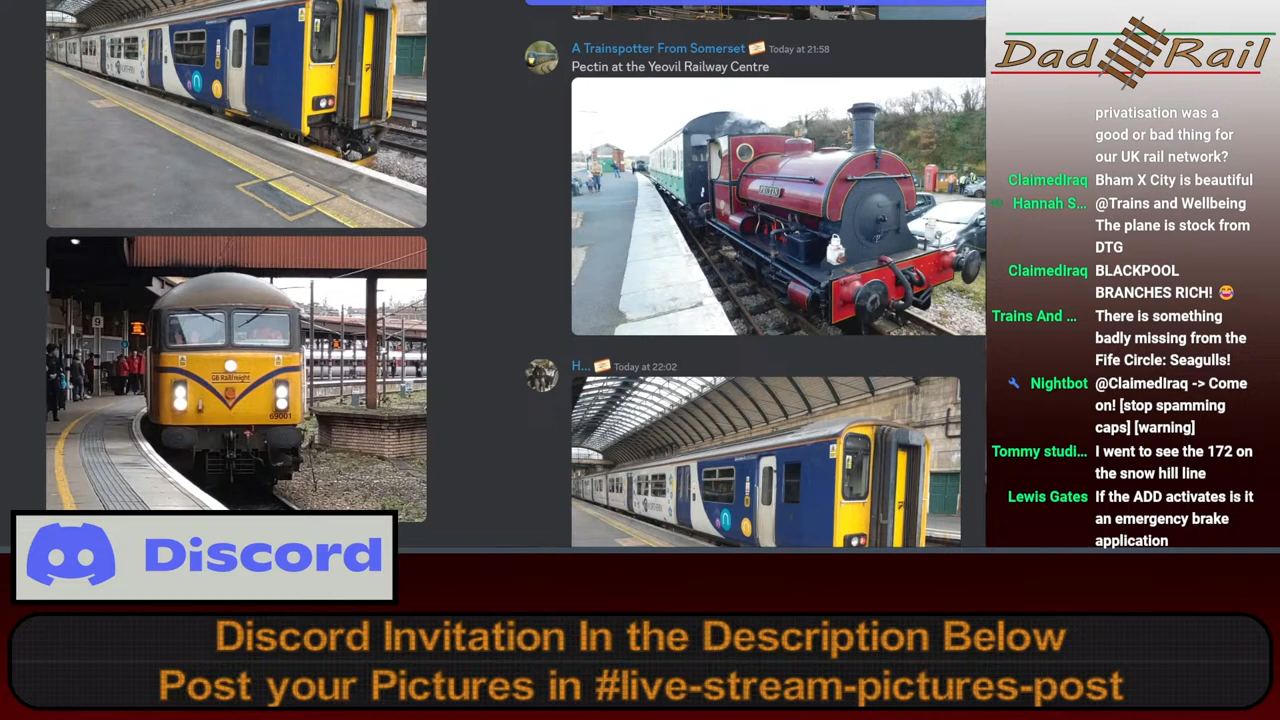 A Trainspotter From Somerset Today at 21:58
Pectin at the Yeovil Railway Centre
H... Today at 22:02
GB Railfreight
69001
9
Discord
Dad Rail
privatisation was a
good or bad thing for
our UK rail network?
ClaimedIraq Bham X City is beautiful
Hannah S... @Trains and Wellbeing
The plane is stock from
DTG
ClaimedIraq BLACKPOOL
BRANCHES RICH! 😂
Trains And ... There is something
badly missing from the
Fife Circle: Seagulls!
Nightbot @ClaimedIraq -> Come
on! [stop spamming
caps] [warning]
Tommy studi... I went to see the 172 on
the snow hill line
Lewis Gates If the ADD activates is it
an emergency brake
application
Discord Invitation In the Description Below
Post your Pictures in #live-stream-pictures-post